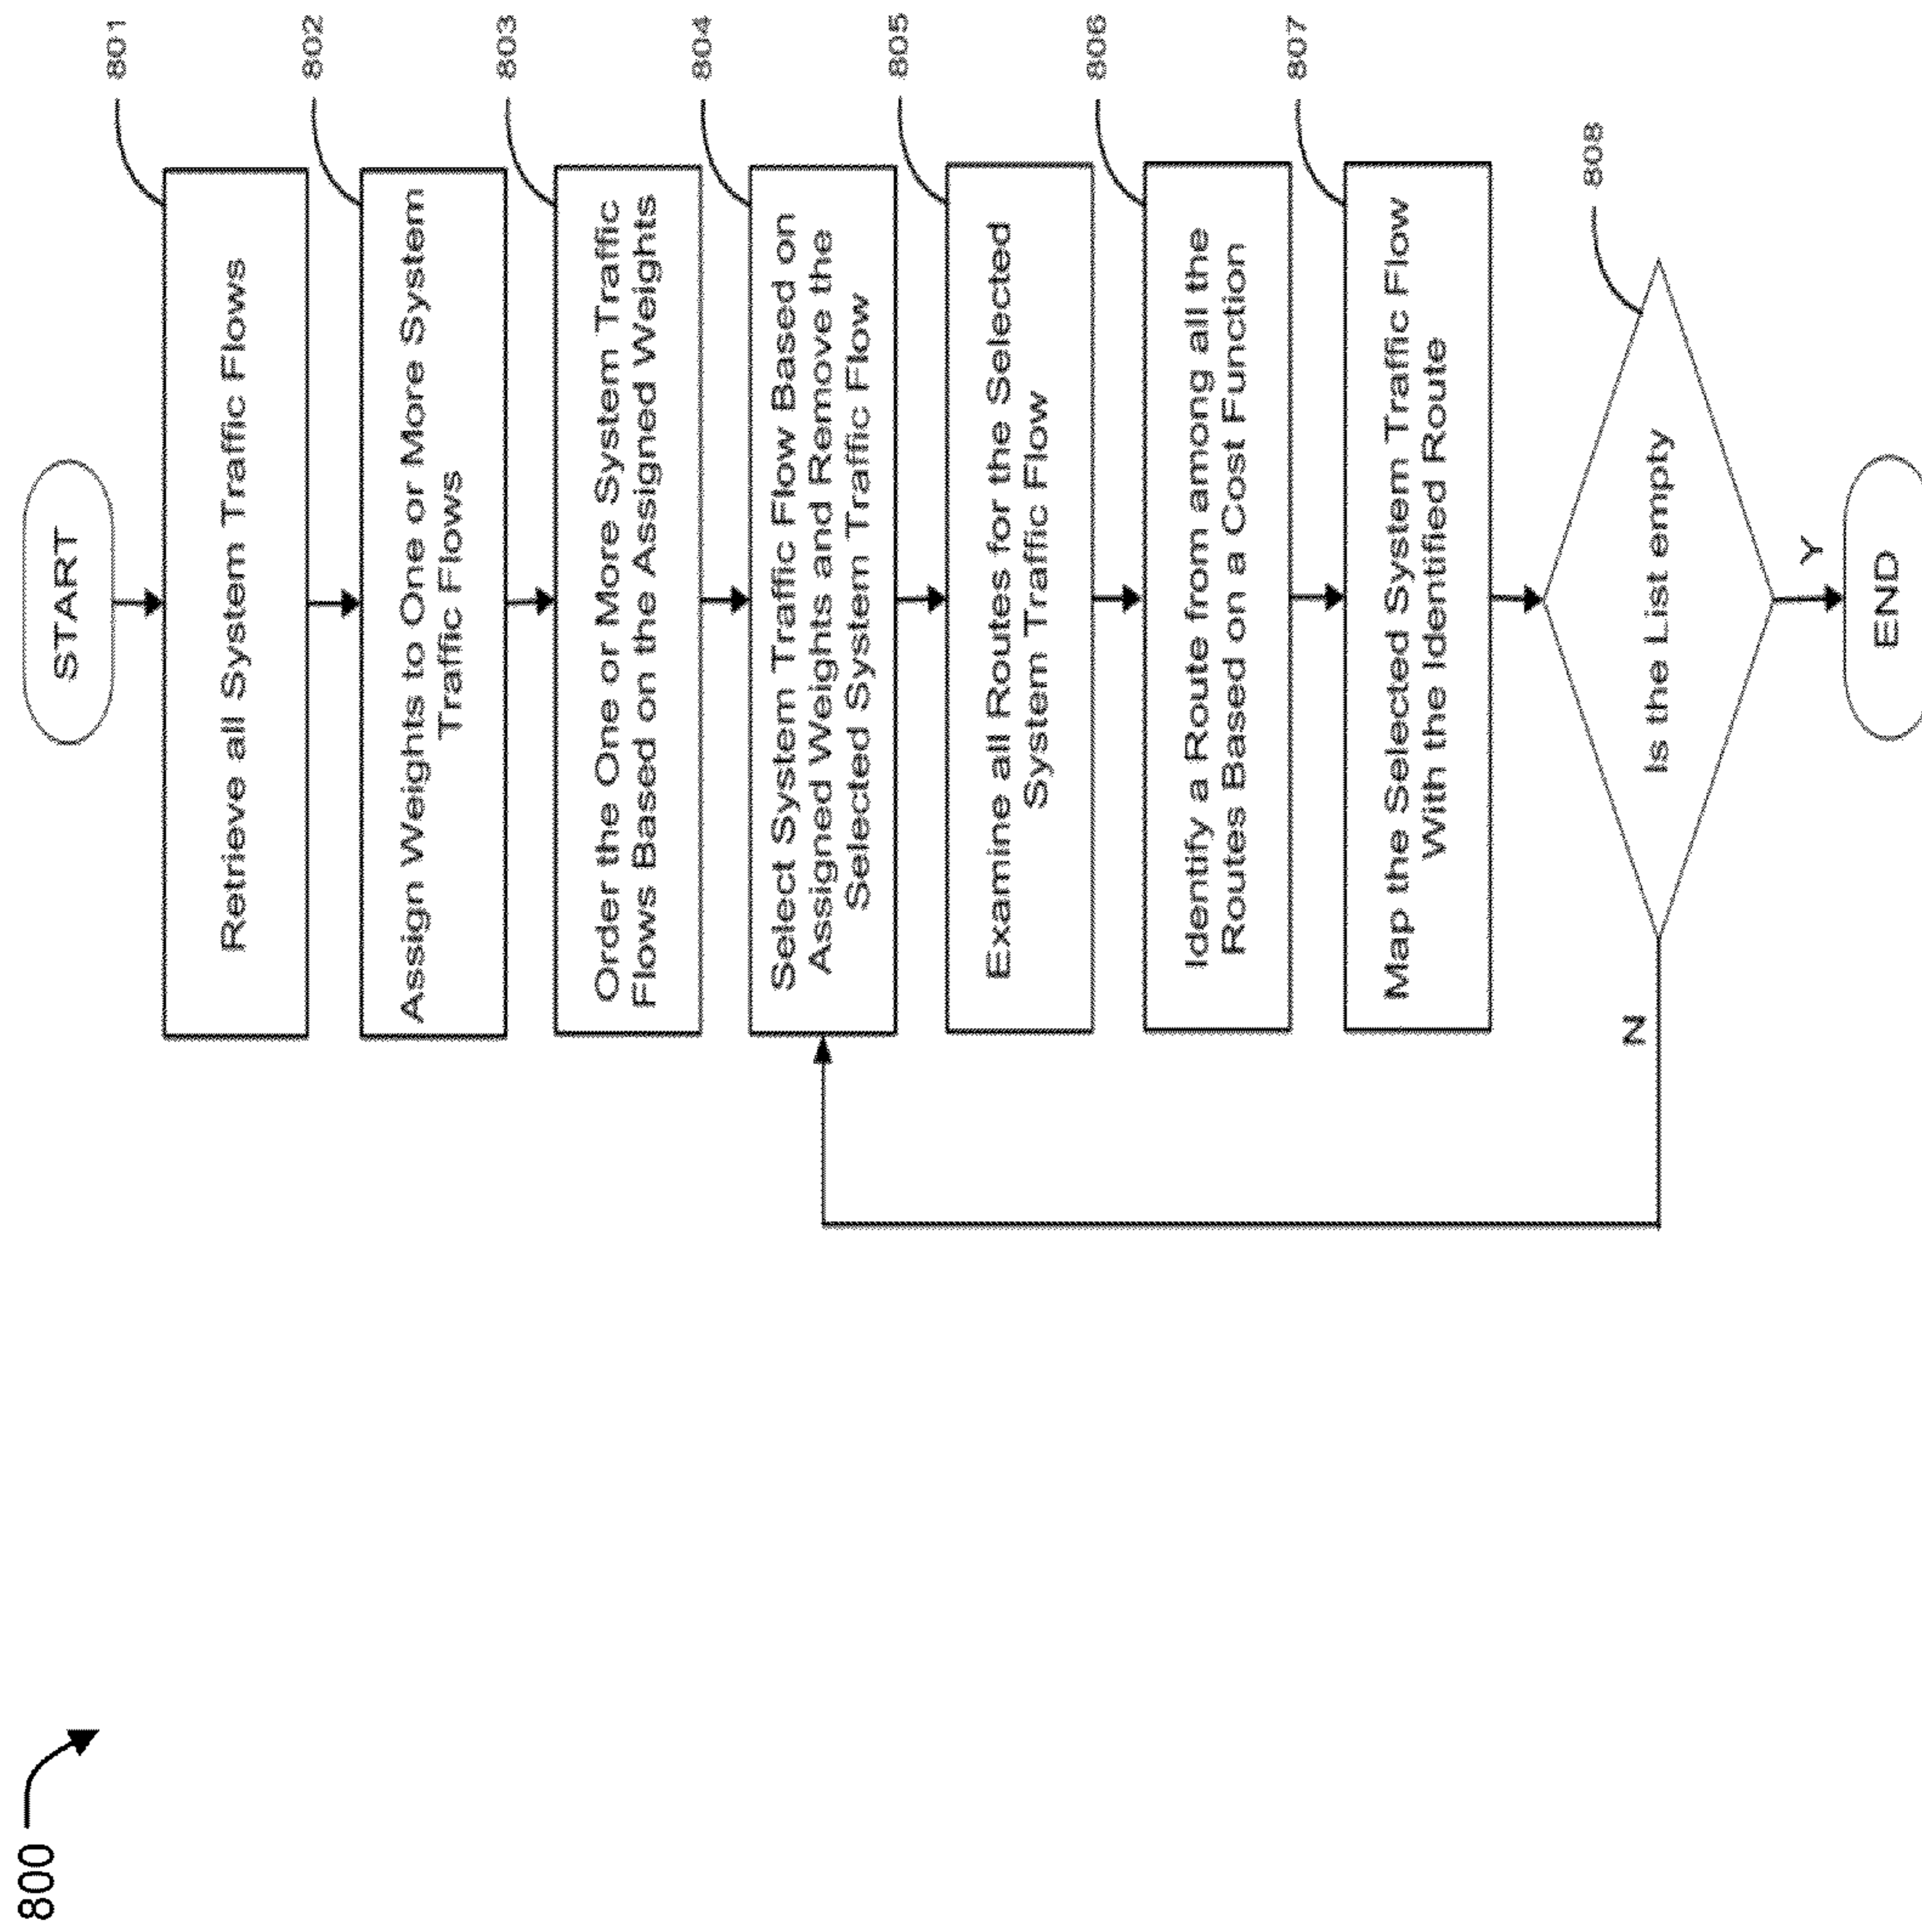 800
START
801
Retrieve all System Traffic Flows
802
Assign Weights to One or More System
Traffic Flows
803
Order the One or More System Traffic
Flows Based on the Assigned Weights
804
Select System Traffic Flow Based on
Assigned Weights and Remove the
Selected System Traffic Flow
805
Examine all Routes for the Selected
System Traffic Flow
806
Identify a Route from among all the
Routes Based on a Cost Function
807
Map the Selected System Traffic Flow
With the Identified Route
808
Is the List empty
N
Y
END